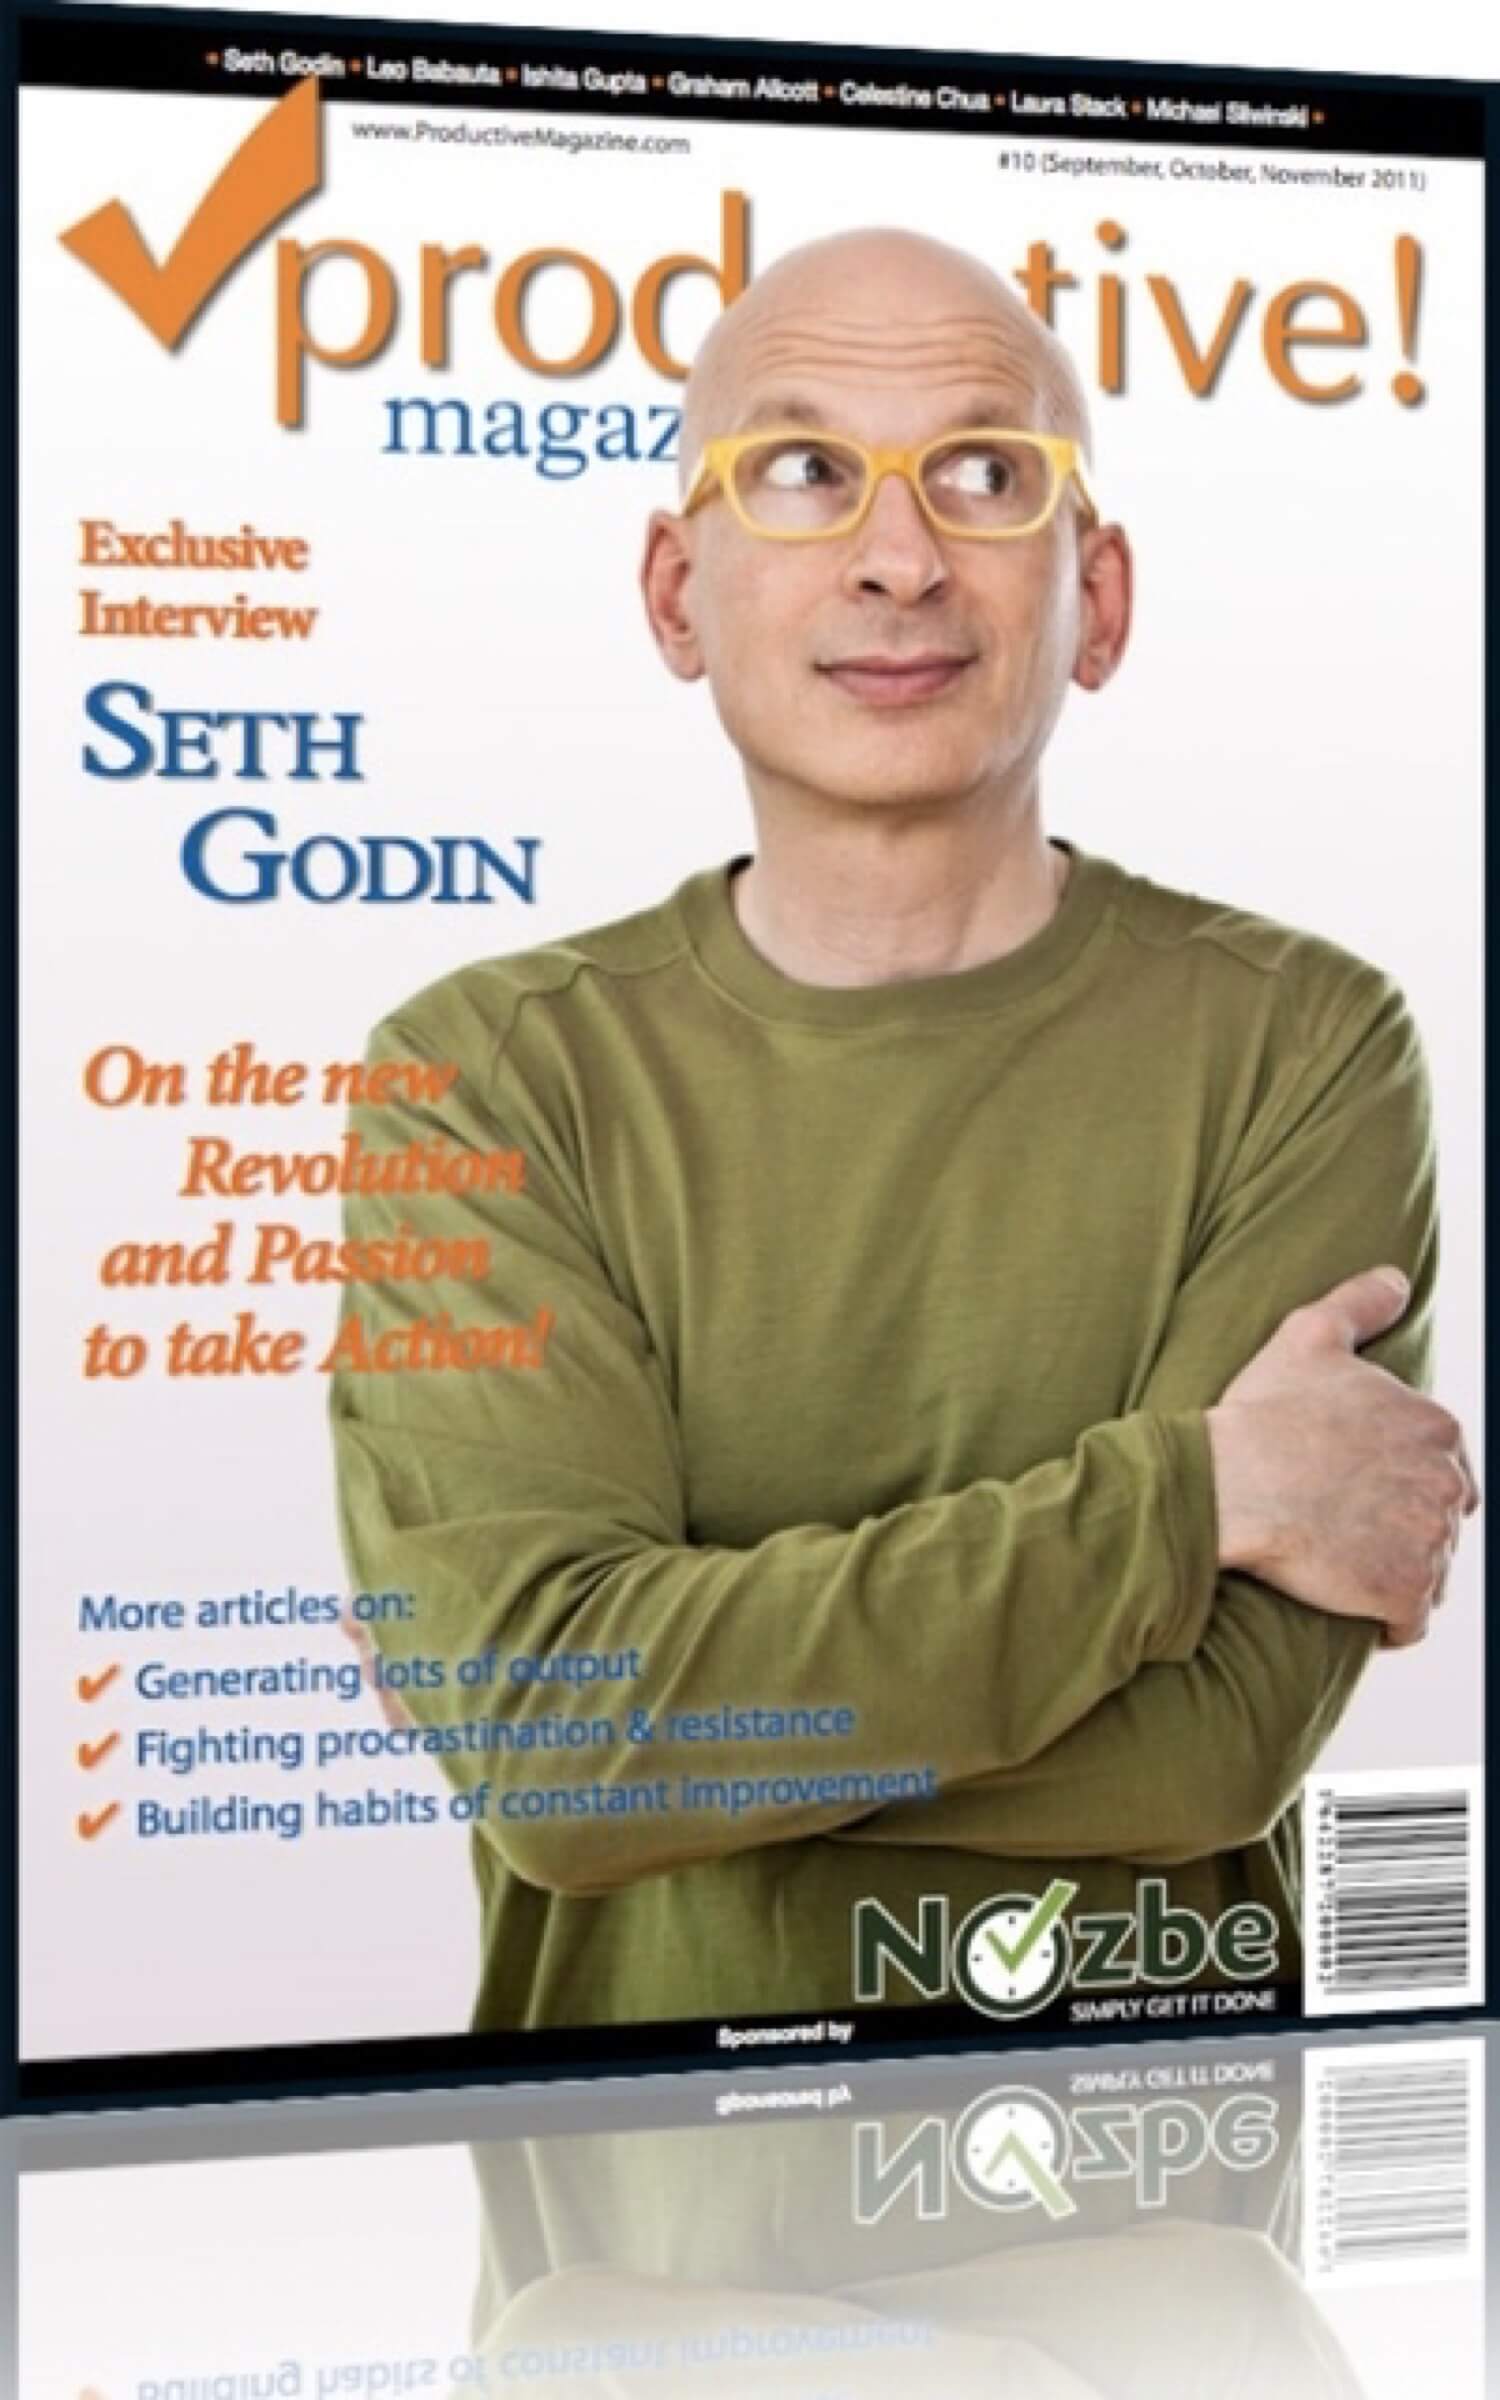 • Seth Godin • Leo Babauta • Ishita Gupta • Graham Allcott • Celestine Chua • Laura Stack • Michael Sliwinski •
www.ProductiveMagazine.com
#10 (September, October, November 2011)
prod tive!
magaz
Exclusive
Interview
SETH
GODIN
On the new
Revolution
and Passion
to take Action!
More articles on:
Generating lots of output
Fighting procrastination & resistance
Building habits of constant improvement
Nozbe
SIMPLY GET IT DONE
Sponsored by